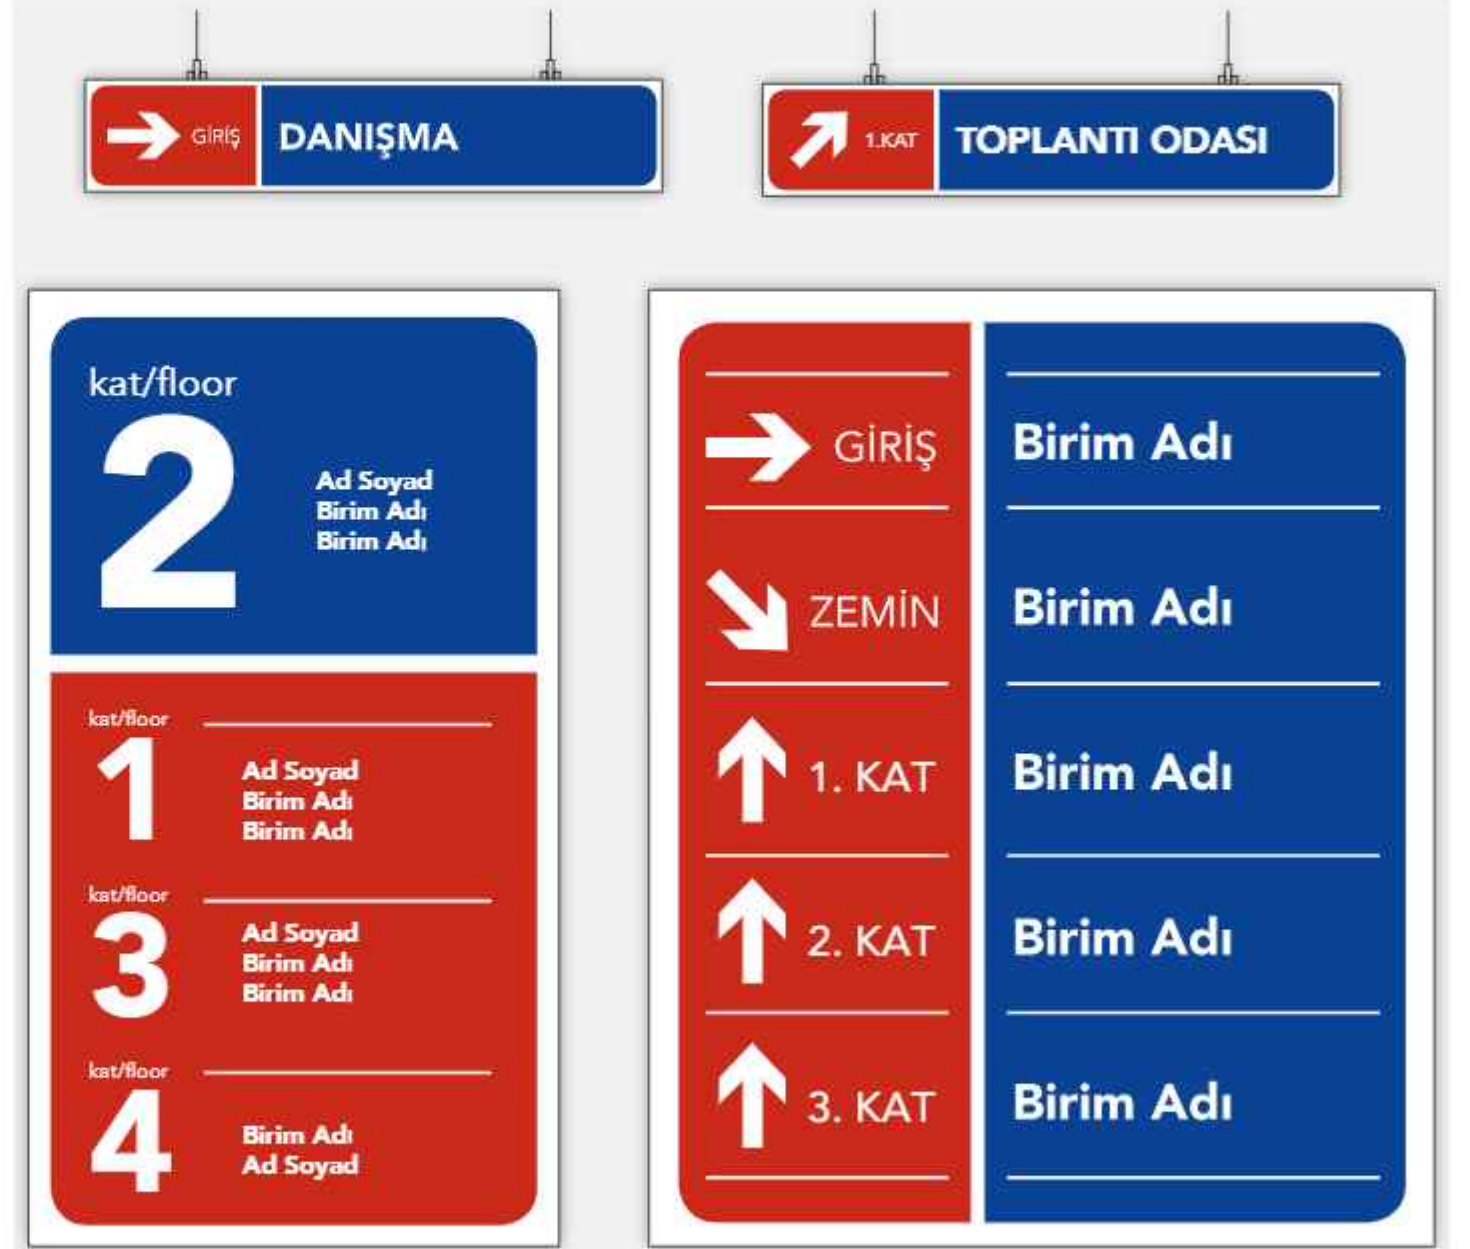 GİRİŞ DANIŞMA
1.KAT TOPLANTI ODASI
kat/floor
2
Ad Soyad
Birim Adı
Birim Adı
kat/floor
1
Ad Soyad
Birim Adı
Birim Adı
kat/floor
3
Ad Soyad
Birim Adı
Birim Adı
kat/floor
4
Birim Adı
Ad Soyad
GİRİŞ Birim Adı
ZEMİN Birim Adı
1. KAT Birim Adı
2. KAT Birim Adı
3. KAT Birim Adı